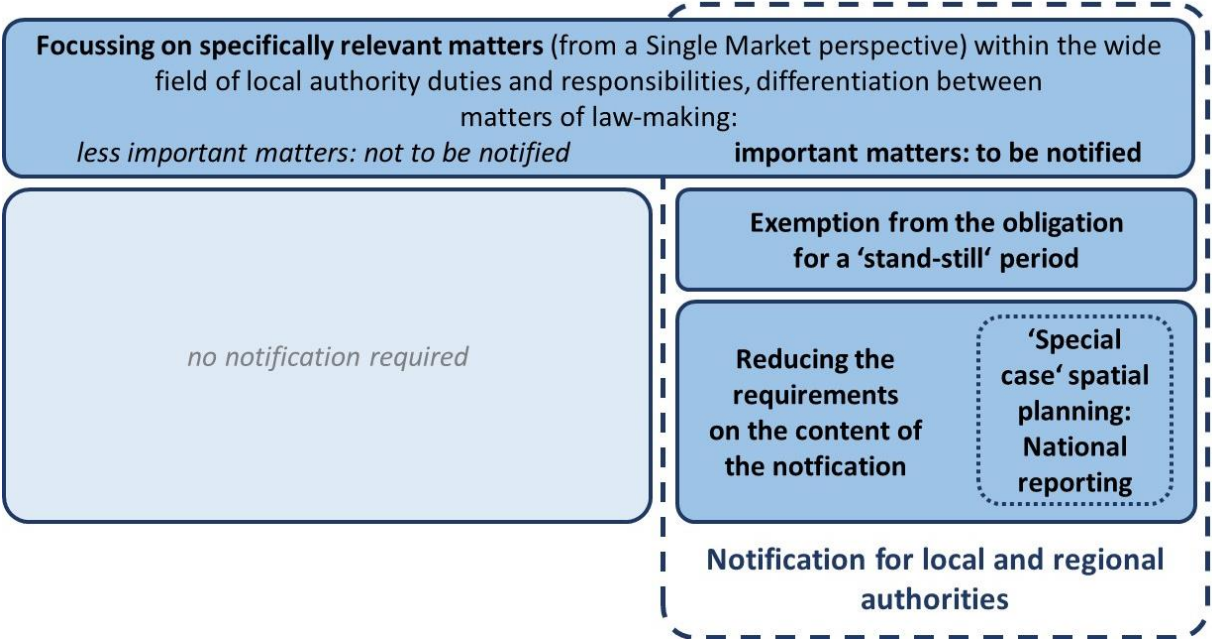 Focussing on specifically relevant matters (from a Single Market perspective) within the wide
field of local authority duties and responsibilities, differentiation between
matters of law-making:
less important matters: not to be notified
important matters: to be notified
no notification required
Exemption from the obligation
for a ‘stand-still‘ period
Reducing the
requirements
on the content of
the notfication
‘Special
case‘ spatial
planning:
National
reporting
Notification for local and regional
authorities